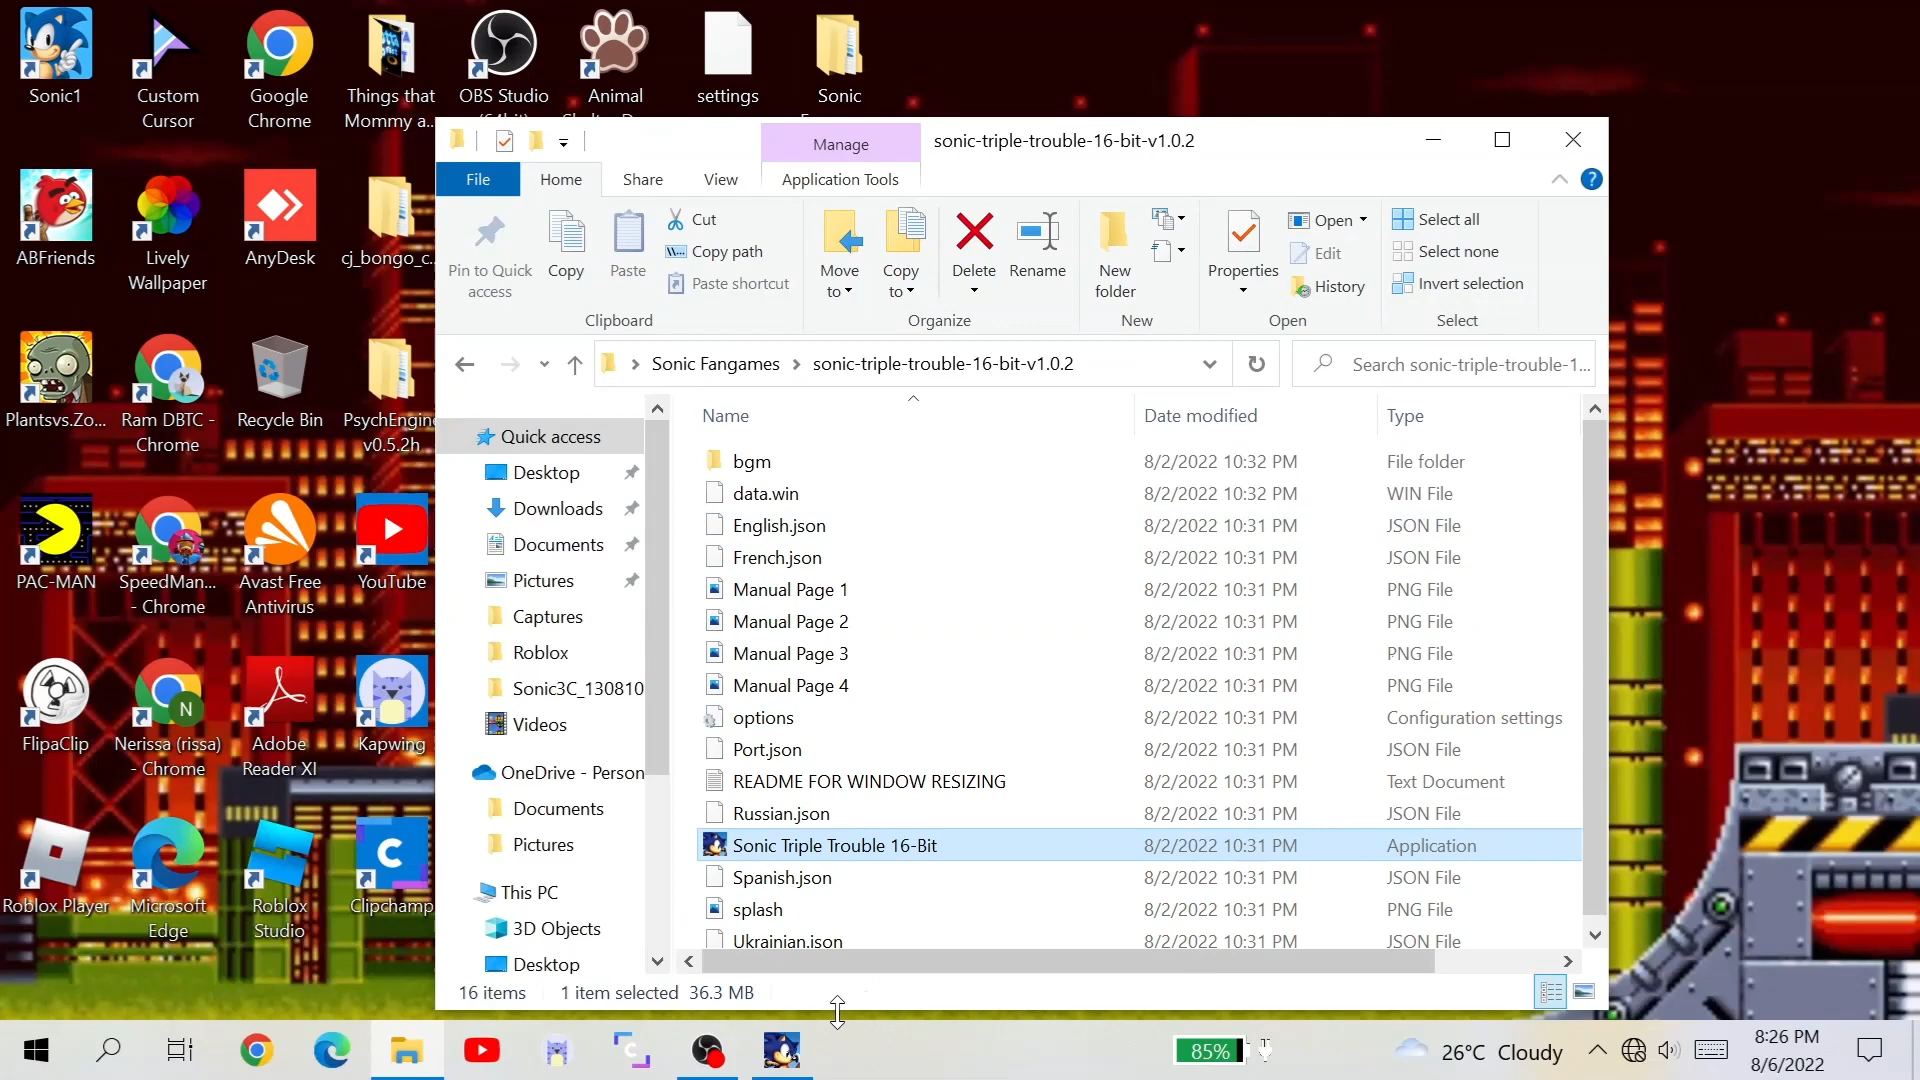 Sonic1
Custom
Cursor
Google
Chrome
Things that
Mommy a...
OBS Studio
Animal
settings
Sonic
ABFriends
Lively
Wallpaper
AnyDesk
cj_bongo_c...
Plantsvs.Zo...
Ram DBTC -
Chrome
Recycle Bin
PsychEngine
v0.5.2h
PAC-MAN
SpeedMan...
- Chrome
Avast Free
Antivirus
YouTube
FlipaClip
N
Nerissa (rissa)
- Chrome
Adobe
Reader XI
Kapwing
Roblox Player
Microsoft
Edge
Roblox
Studio
Clipchamp
Manage
sonic-triple-trouble-16-bit-v1.0.2
File
Home
Share
View
Application Tools
?
Pin to Quick
access
Copy
Paste
Cut
Copy path
Paste shortcut
Clipboard
Move
to
Copy
to
Delete
Rename
Organize
New
folder
New
Properties
Open
Edit
History
Open
Select all
Select none
Invert selection
Select
Sonic Fangames
sonic-triple-trouble-16-bit-v1.0.2
Search sonic-triple-trouble-1...
Quick access
Desktop
Downloads
Documents
Pictures
Captures
Roblox
Sonic3C_130810
Videos
OneDrive - Person
Documents
Pictures
This PC
3D Objects
Desktop
Name Date modified Type
bgm 8/2/2022 10:32 PM File folder
data.win 8/2/2022 10:32 PM WIN File
English.json 8/2/2022 10:31 PM JSON File
French.json 8/2/2022 10:31 PM JSON File
Manual Page 1 8/2/2022 10:31 PM PNG File
Manual Page 2 8/2/2022 10:31 PM PNG File
Manual Page 3 8/2/2022 10:31 PM PNG File
Manual Page 4 8/2/2022 10:31 PM PNG File
options 8/2/2022 10:31 PM Configuration settings
Port.json 8/2/2022 10:31 PM JSON File
README FOR WINDOW RESIZING 8/2/2022 10:31 PM Text Document
Russian.json 8/2/2022 10:31 PM JSON File
Sonic Triple Trouble 16-Bit 8/2/2022 10:31 PM Application
Spanish.json 8/2/2022 10:31 PM JSON File
splash 8/2/2022 10:31 PM PNG File
Ukrainian.json 8/2/2022 10:31 PM JSON File
16 items 1 item selected 36.3 MB
85%
26°C Cloudy
8:26 PM
8/6/2022